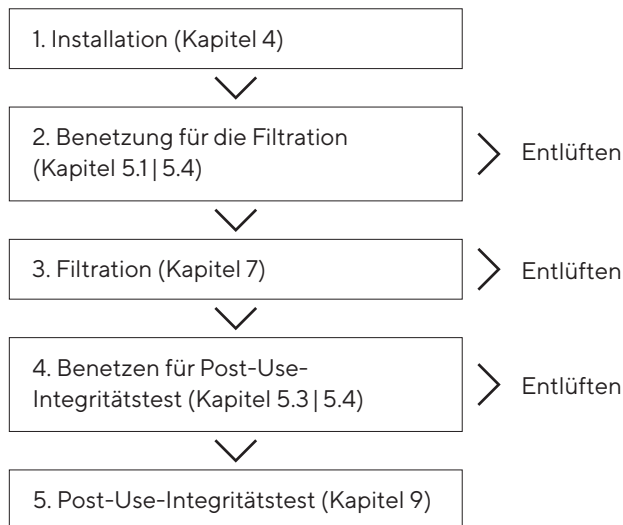 1. Installation (Kapitel 4)
2. Benetzung für die Filtration
(Kapitel 5.1 | 5.4)
Entlüften
3. Filtration (Kapitel 7)
Entlüften
4. Benetzen für Post-Use-
Integritätstest (Kapitel 5.3 | 5.4)
Entlüften
5. Post-Use-Integritätstest (Kapitel 9)